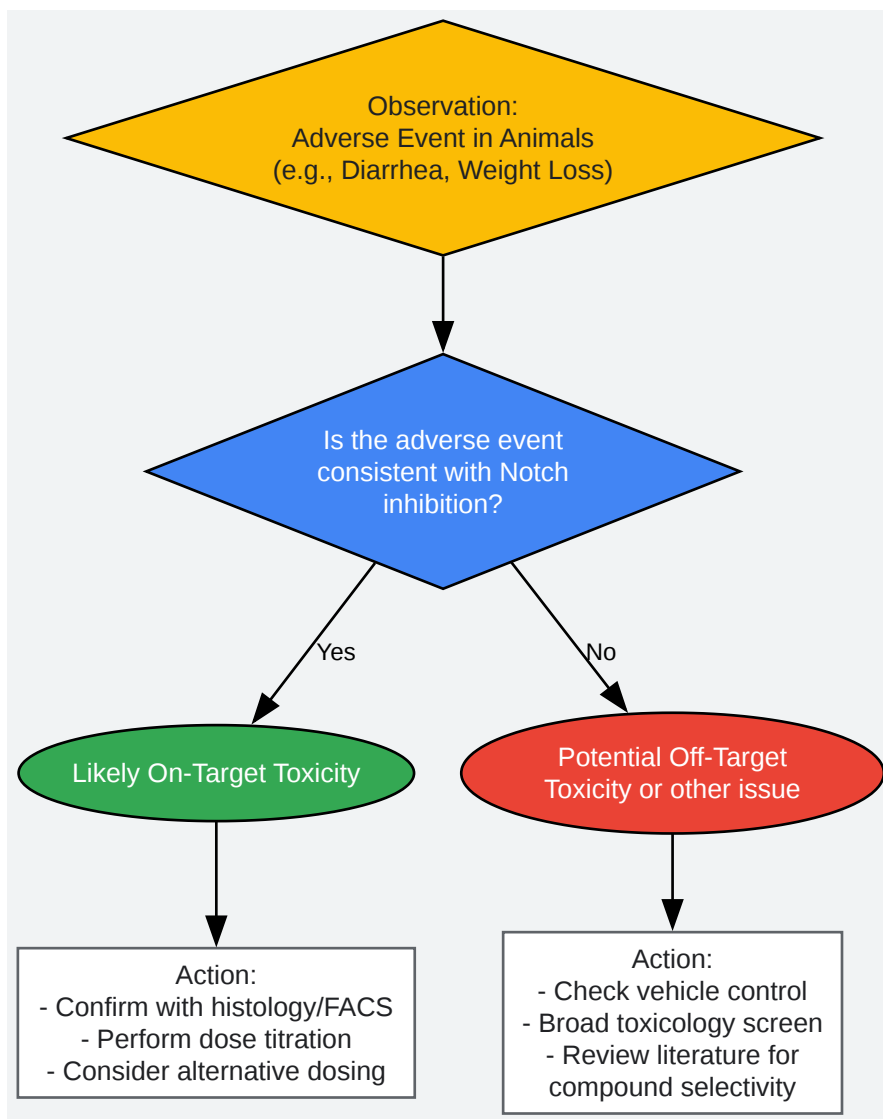 Observation:
Adverse Event in Animals
(e.g., Diarrhea, Weight Loss)
Is the adverse event
consistent with Notch
inhibition?
Yes
No
Likely On-Target Toxicity
Potential Off-Target
Toxicity or other issue
Action:
- Confirm with histology/FACS
- Perform dose titration
- Consider alternative dosing
Action:
- Check vehicle control
- Broad toxicology screen
- Review literature for
compound selectivity